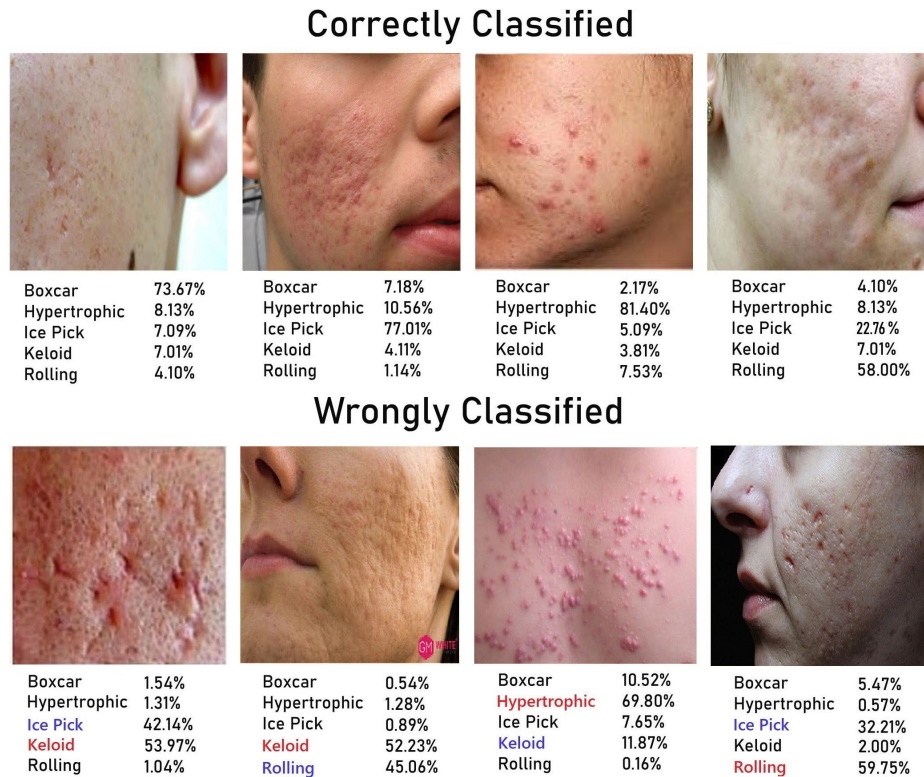 Correctly Classified
Boxcar 73.67%
Hypertrophic 8.13%
Ice Pick 7.09%
Keloid 7.01%
Rolling 4.10%
Boxcar 7.18%
Hypertrophic 10.56%
Ice Pick 77.01%
Keloid 4.11%
Rolling 1.14%
Boxcar 2.17%
Hypertrophic 81.40%
Ice Pick 5.09%
Keloid 3.81%
Rolling 7.53%
Boxcar 4.10%
Hypertrophic 8.13%
Ice Pick 22.76%
Keloid 7.01%
Rolling 58.00%
Wrongly Classified
GM WHITE
Boxcar 1.54%
Hypertrophic 1.31%
Ice Pick 42.14%
Keloid 53.97%
Rolling 1.04%
Boxcar 0.54%
Hypertrophic 1.28%
Ice Pick 0.89%
Keloid 52.23%
Rolling 45.06%
Boxcar 10.52%
Hypertrophic 69.80%
Ice Pick 7.65%
Keloid 11.87%
Rolling 0.16%
Boxcar 5.47%
Hypertrophic 0.57%
Ice Pick 32.21%
Keloid 2.00%
Rolling 59.75%